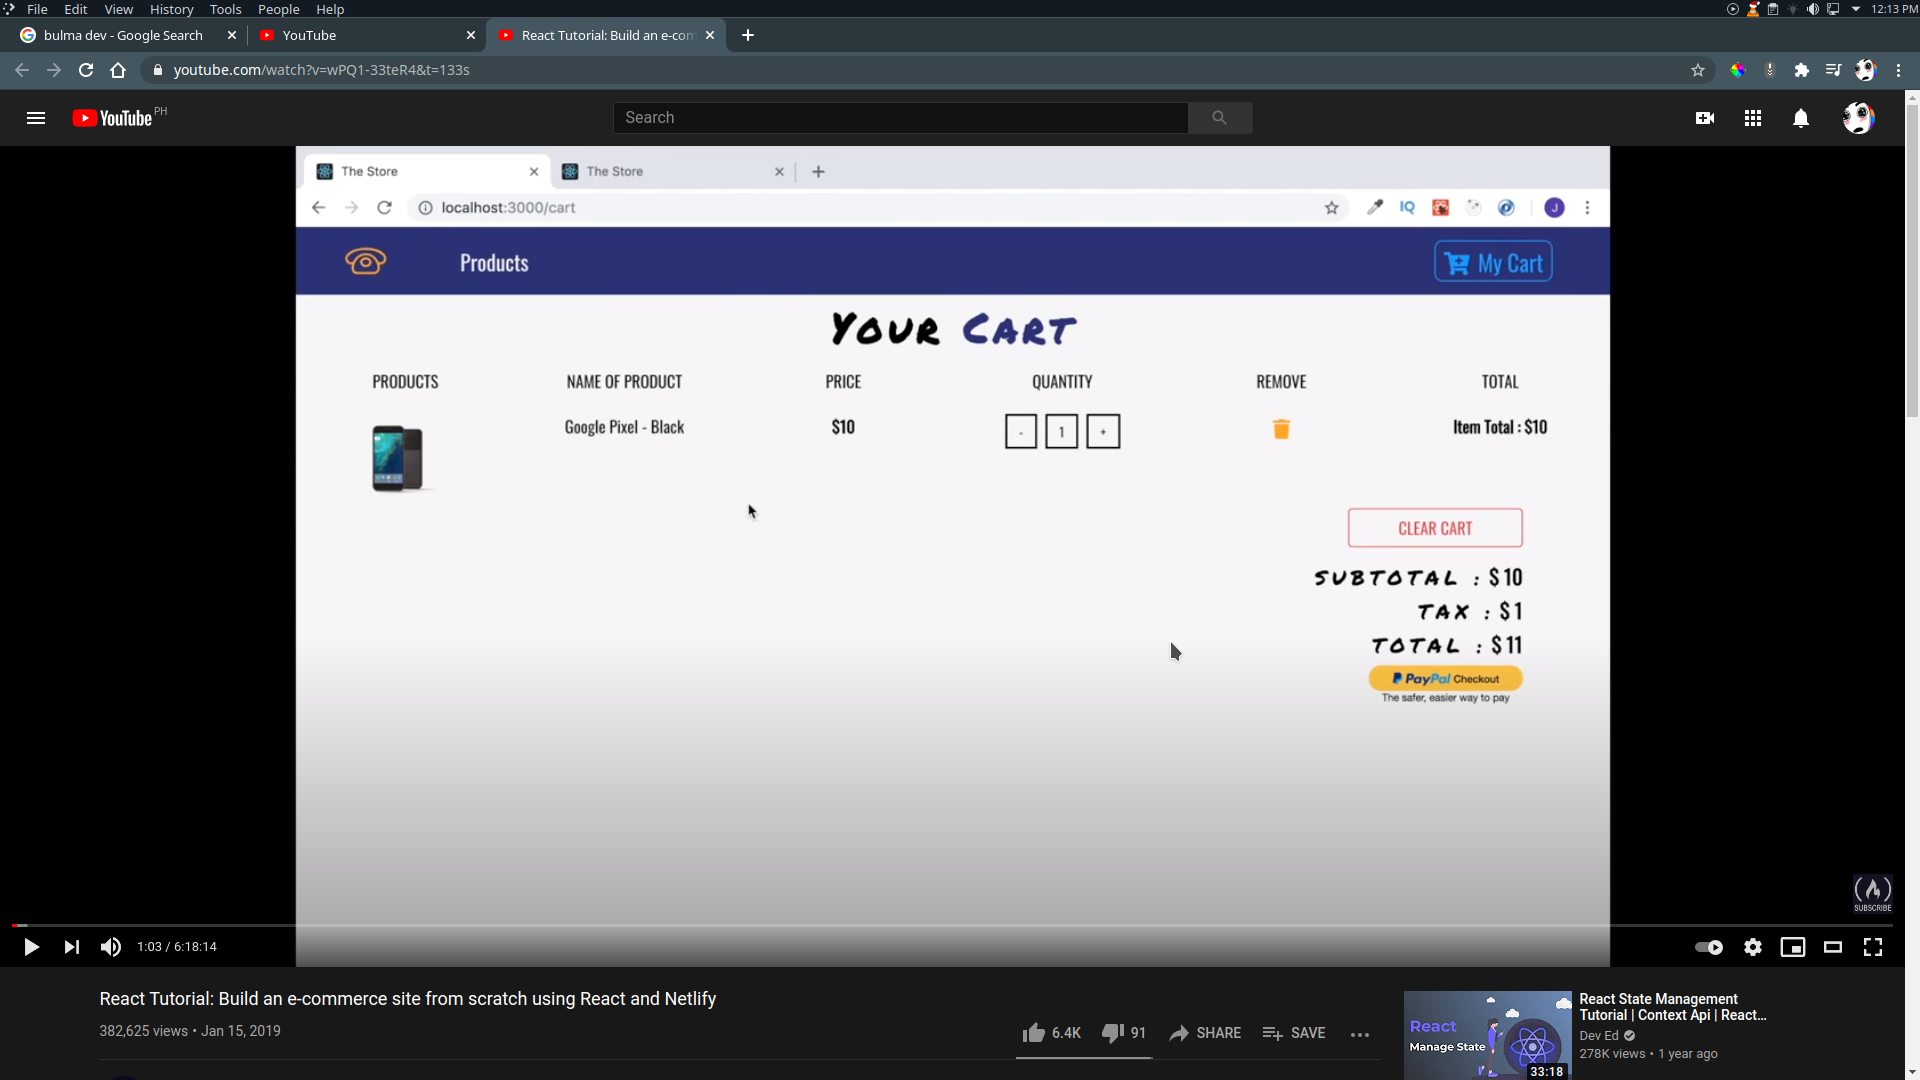 File Edit View History Tools People Help 12:13 PM
bulma dev - Google Search YouTube React Tutorial: Build an e-com
youtube.com/watch?v=wPQ1-33teR4&t=133s
YouTube PH Search
The Store The Store
localhost:3000/cart IQ J
Products My Cart
YOUR CART
PRODUCTS NAME OF PRODUCT PRICE QUANTITY REMOVE TOTAL
Google Pixel - Black $10 - 1 + Item Total : $10
CLEAR CART
SUBTOTAL : $10
TAX : $1
TOTAL : $11
PayPal Checkout
The safer, easier way to pay
SUBSCRIBE
1:03 / 6:18:14
React Tutorial: Build an e-commerce site from scratch using React and Netlify
382,625 views • Jan 15, 2019
6.4K 91 SHARE SAVE
React
Manage State
33:18
React State Management
Tutorial | Context Api | React...
Dev Ed
278K views • 1 year ago